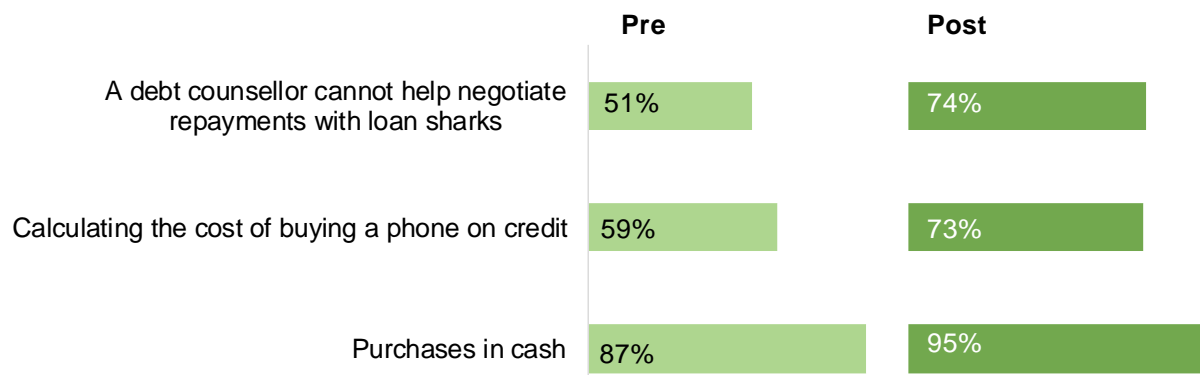 Pre Post
A debt counsellor cannot help negotiate
repayments with loan sharks
51% 74%
Calculating the cost of buying a phone on credit 59% 73%
Purchases in cash 87% 95%